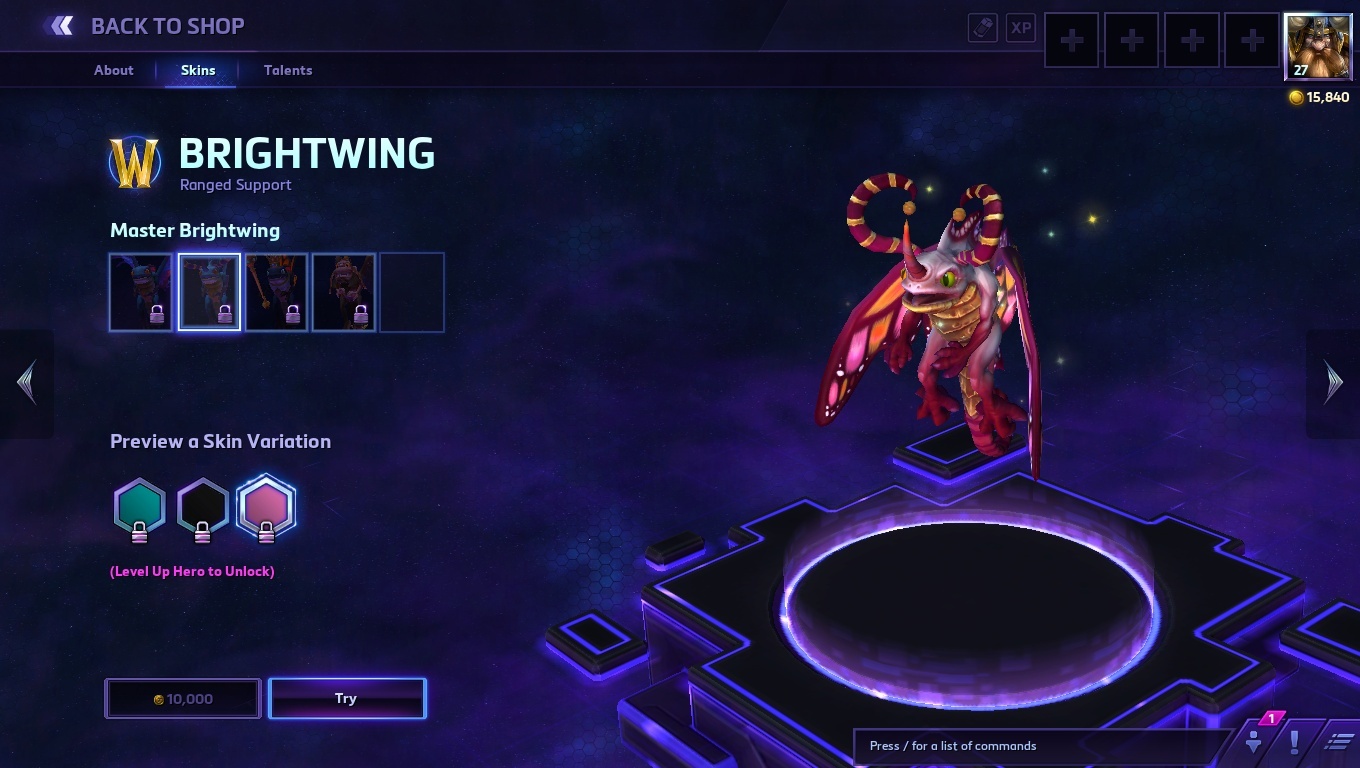 BACK TO SHOP
XP
About
Skins
Talents
27
15,840
W
BRIGHTWING
Ranged Support
Master Brightwing
Preview a Skin Variation
(Level Up Hero to Unlock)
10,000
Try
1
Press / for a list of commands